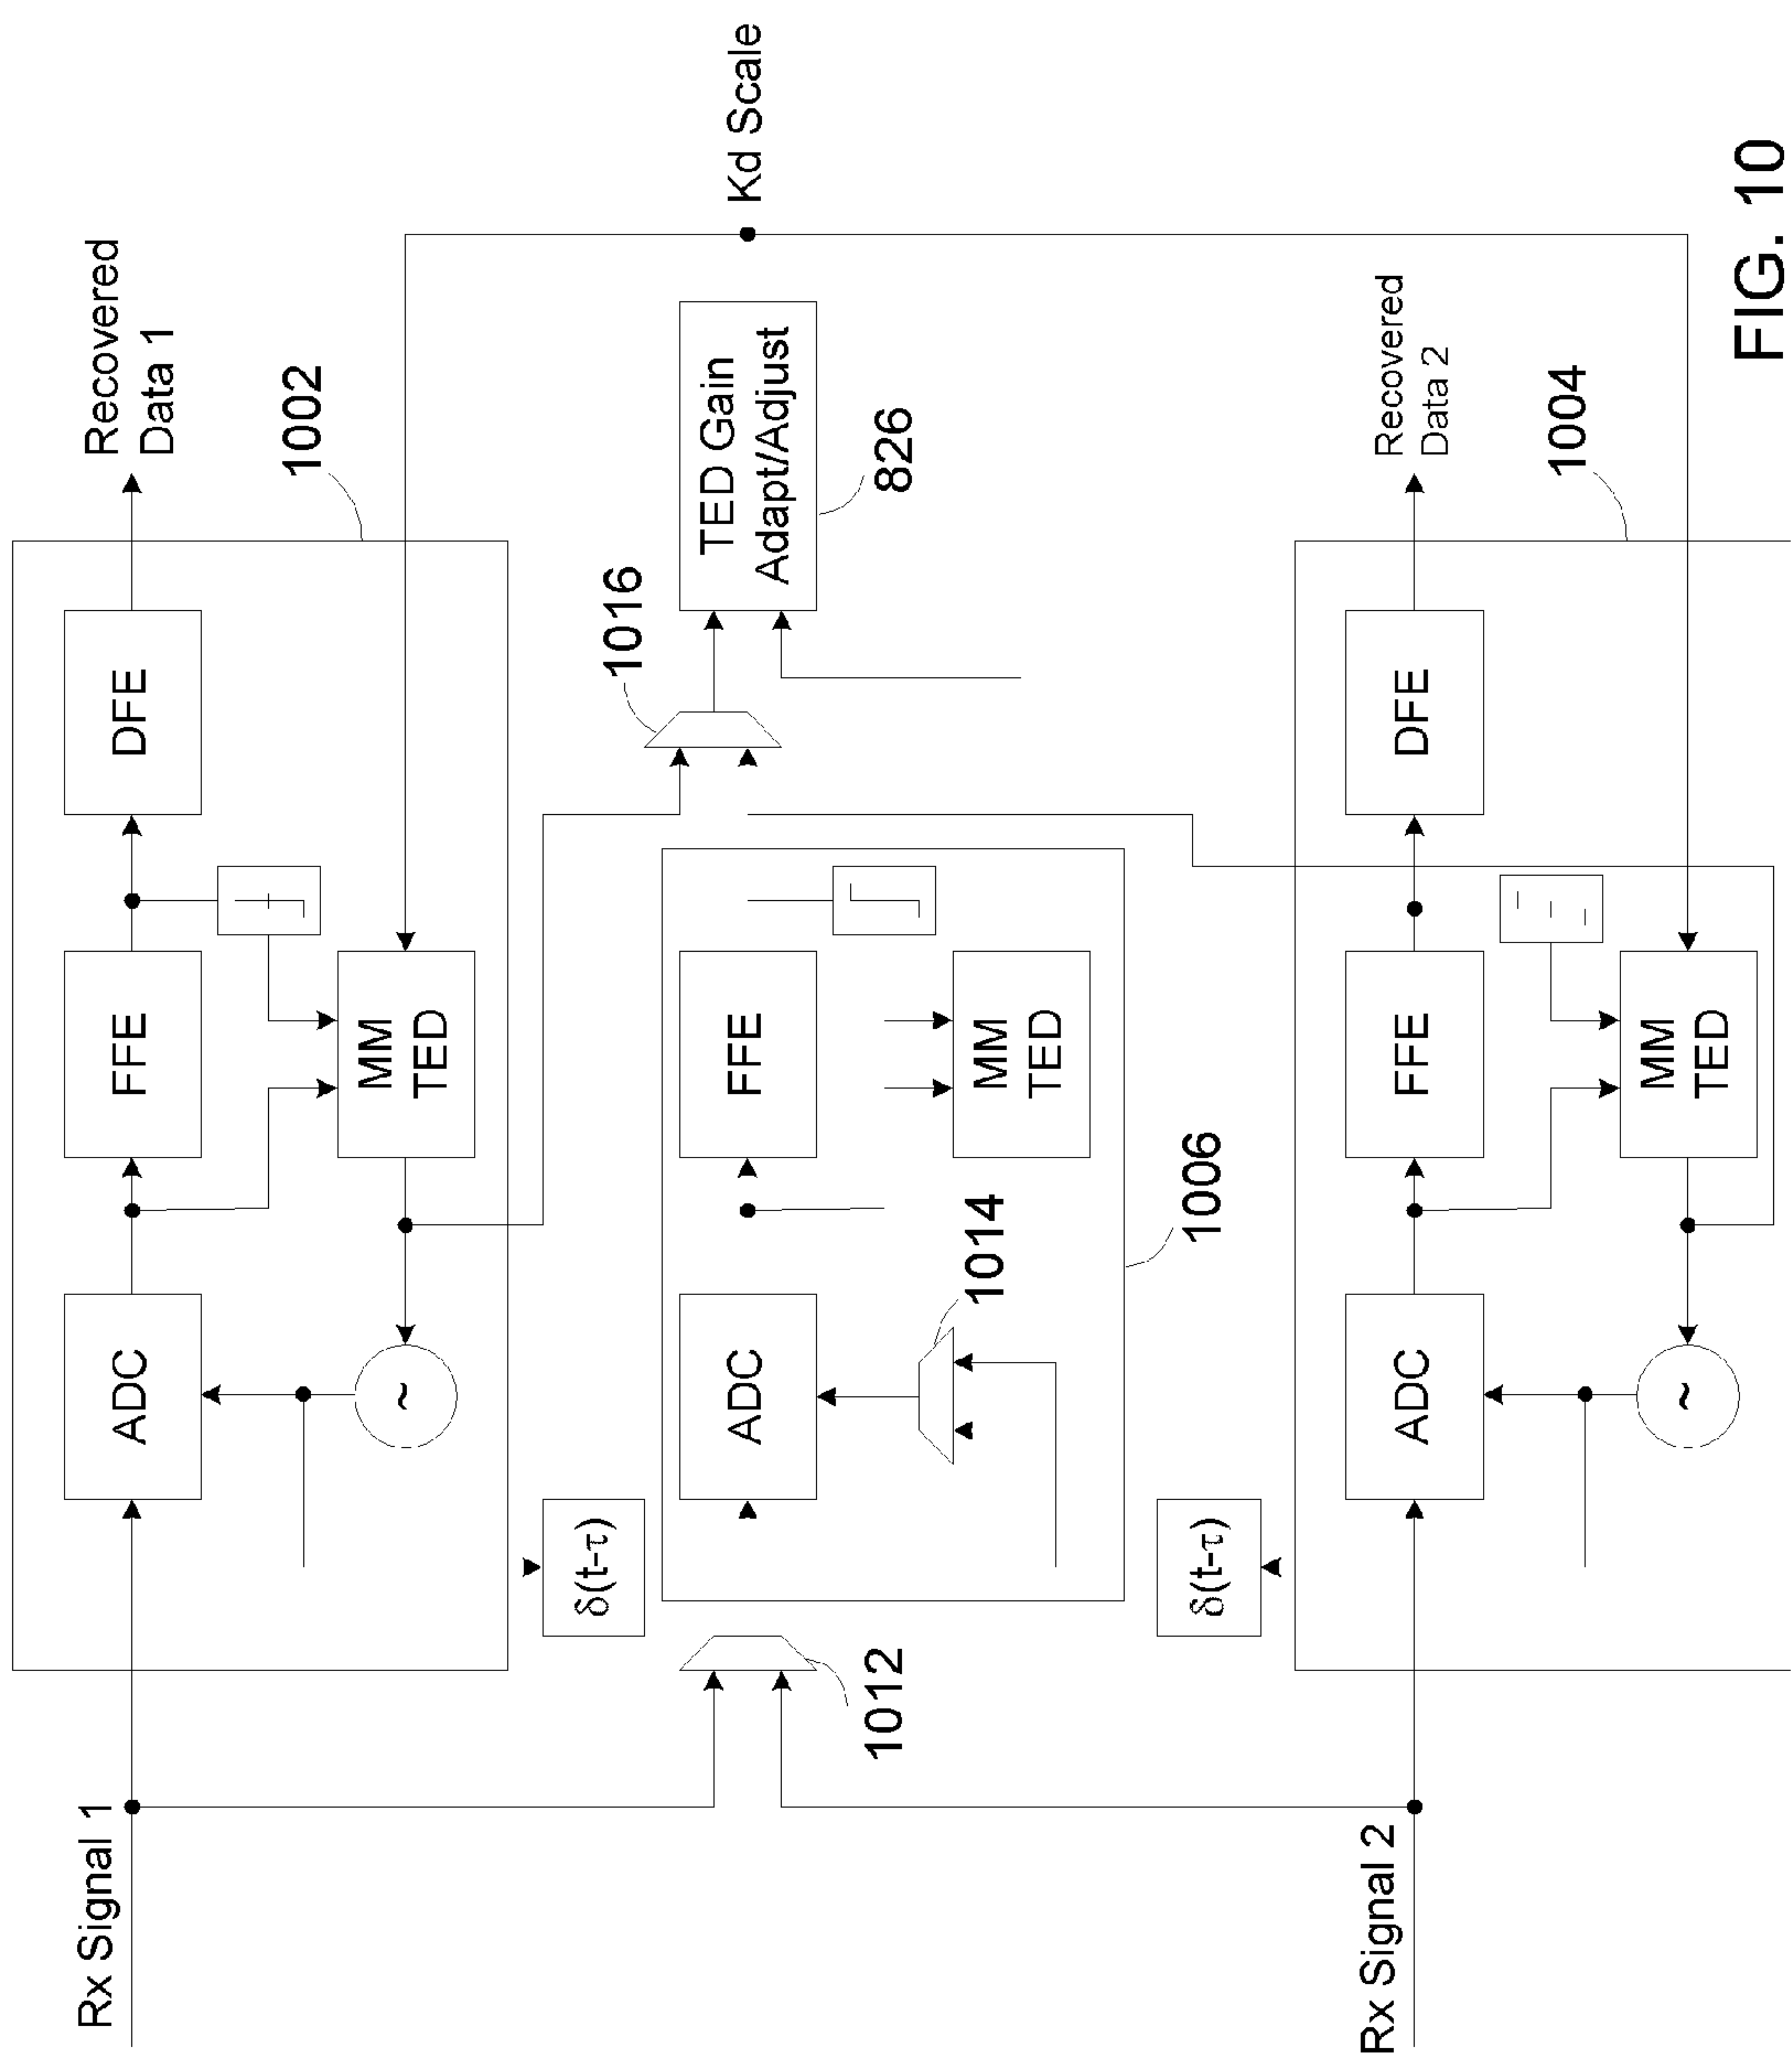 Rx Signal 1
ADC
FFE
DFE
Recovered
Data 1
~
MM
TED
1002
δ(t-τ)
1012
ADC
1014
FFE
MM
TED
1006
1016
TED Gain
Adapt/Adjust
826
Kd Scale
δ(t-τ)
Rx Signal 2
ADC
FFE
DFE
Recovered
Data 2
~
MM
TED
1004
FIG. 10